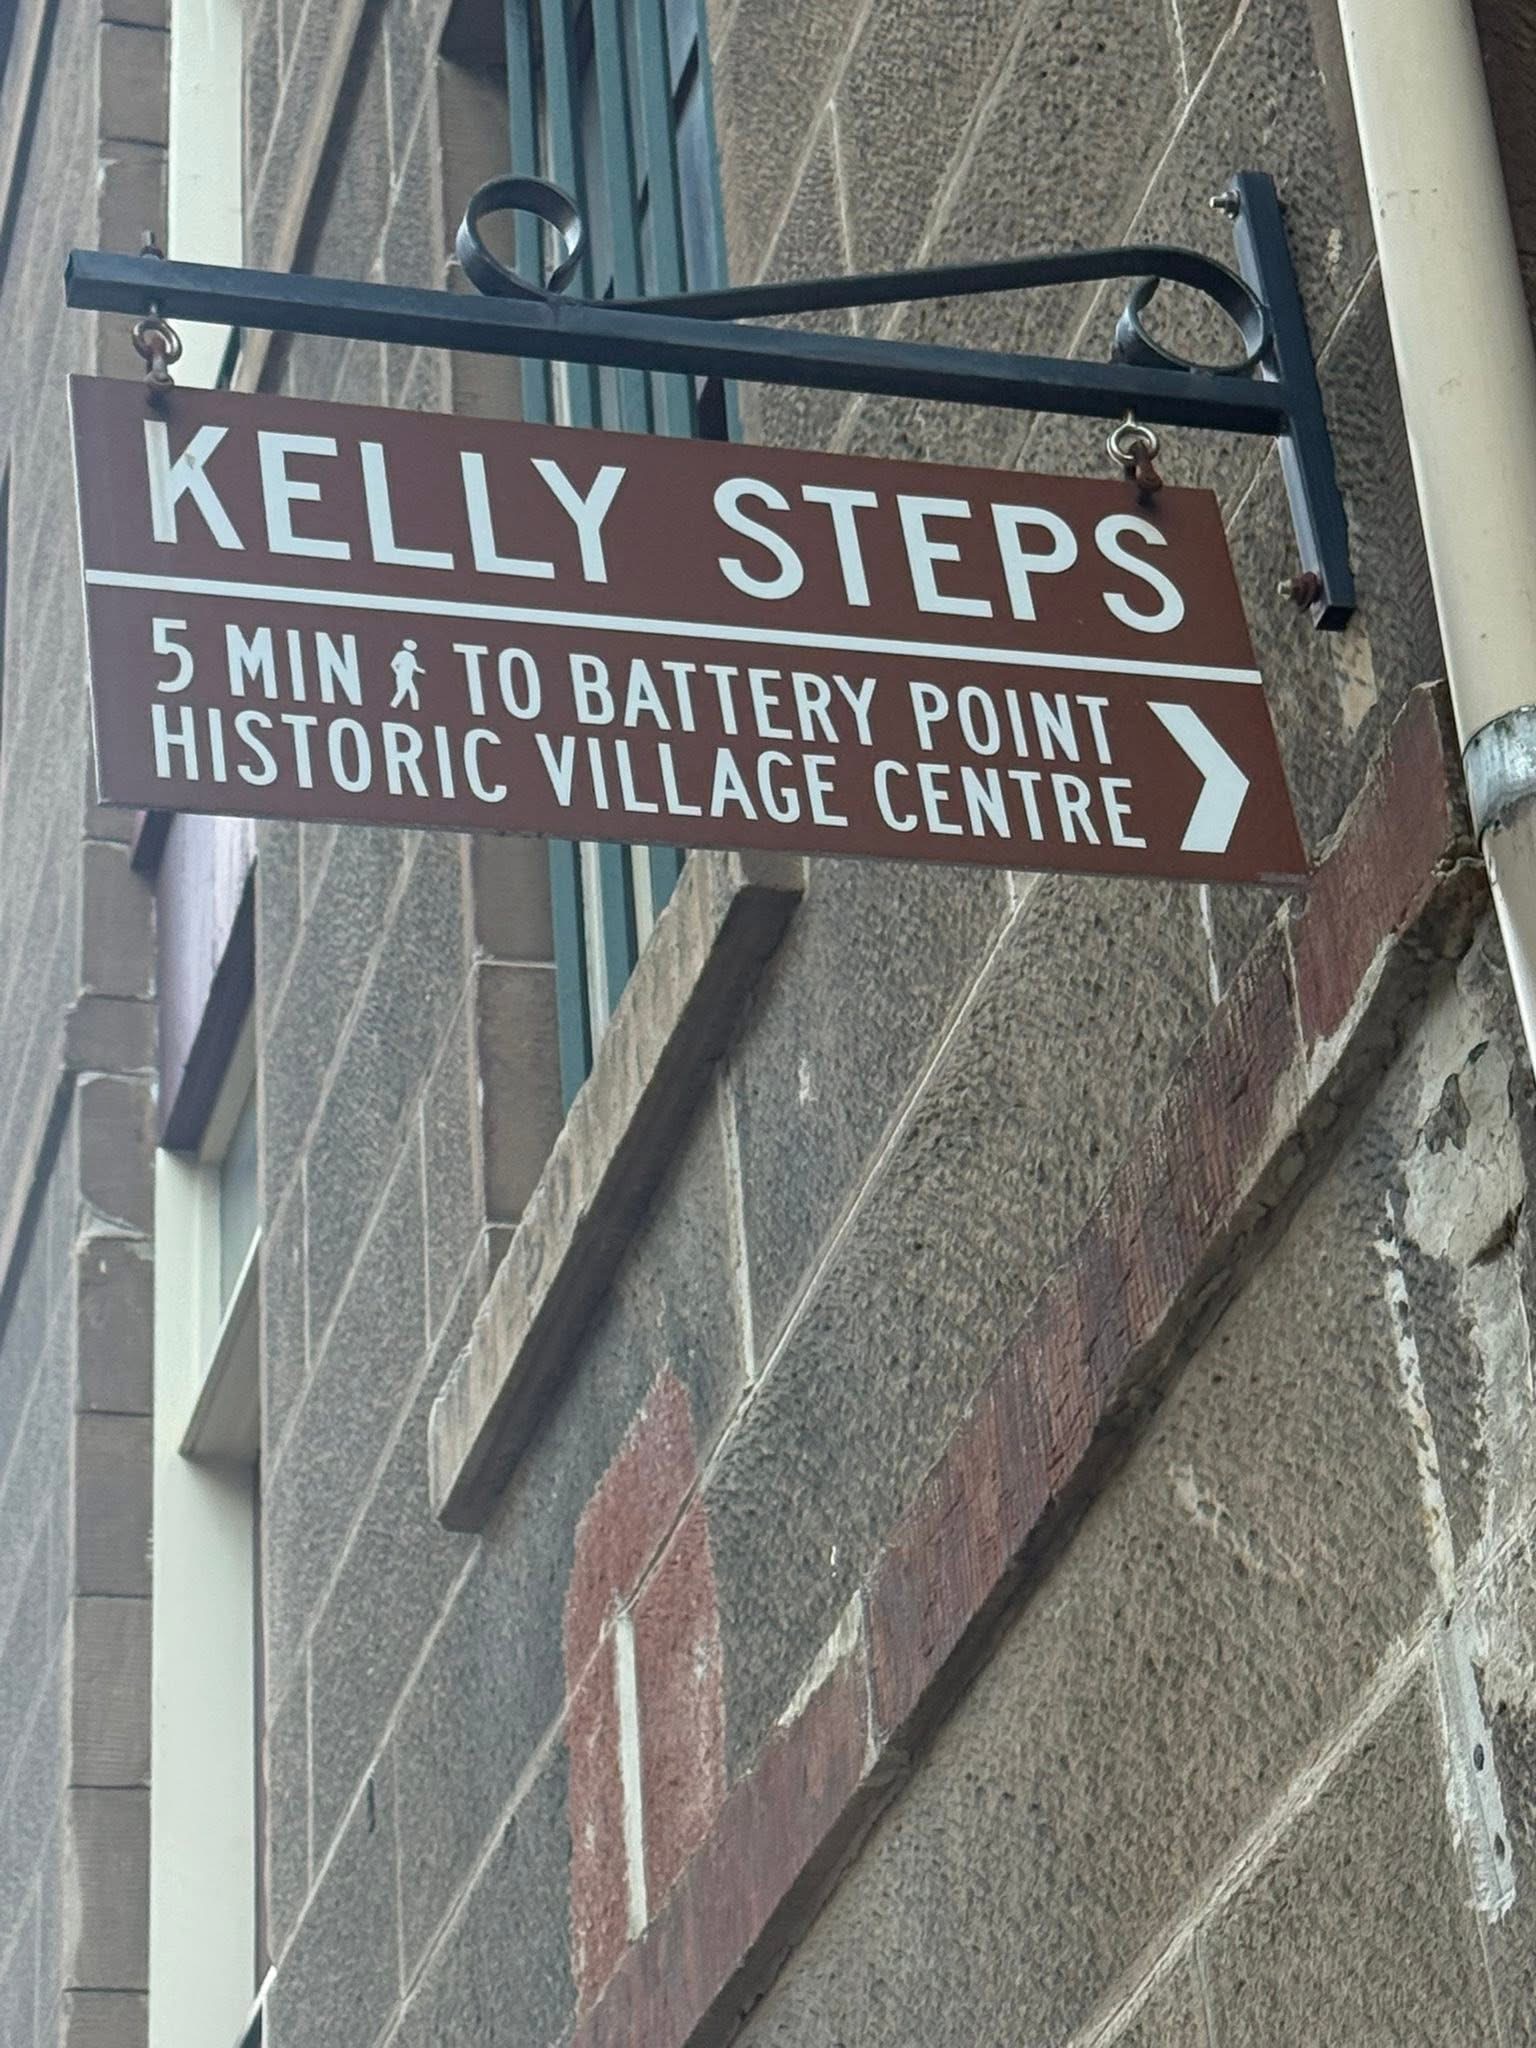 KELLY STEPS
5 MIN TO BATTERY POINT
HISTORIC VILLAGE CENTRE